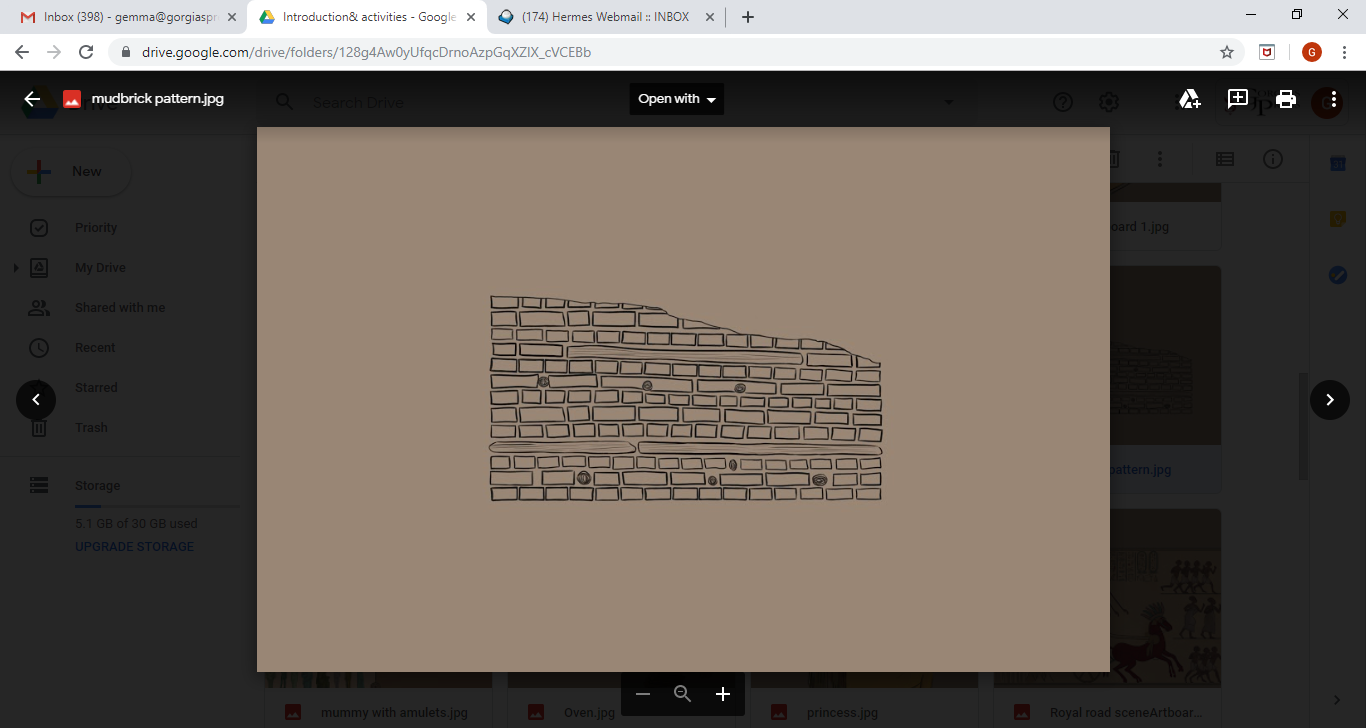 Inbox (398) - gemma@gorgiaspr
Introduction& activities - Google
(174) Hermes Webmail :: INBOX
drive.google.com/drive/folders/128g4Aw0yUfqcDrnoAzpGqXZIX_cVCEBb
G
mudbrick pattern.jpg
Search Drive
Open with
G
New
Priority
My Drive
Shared with me
Recent
Starred
Trash
Storage
5.1 GB of 30 GB used
UPGRADE STORAGE
oard 1.jpg
pattern.jpg
mummy with amulets.jpg
Oven.jpg
princess.jpg
Royal road sceneArtboar...